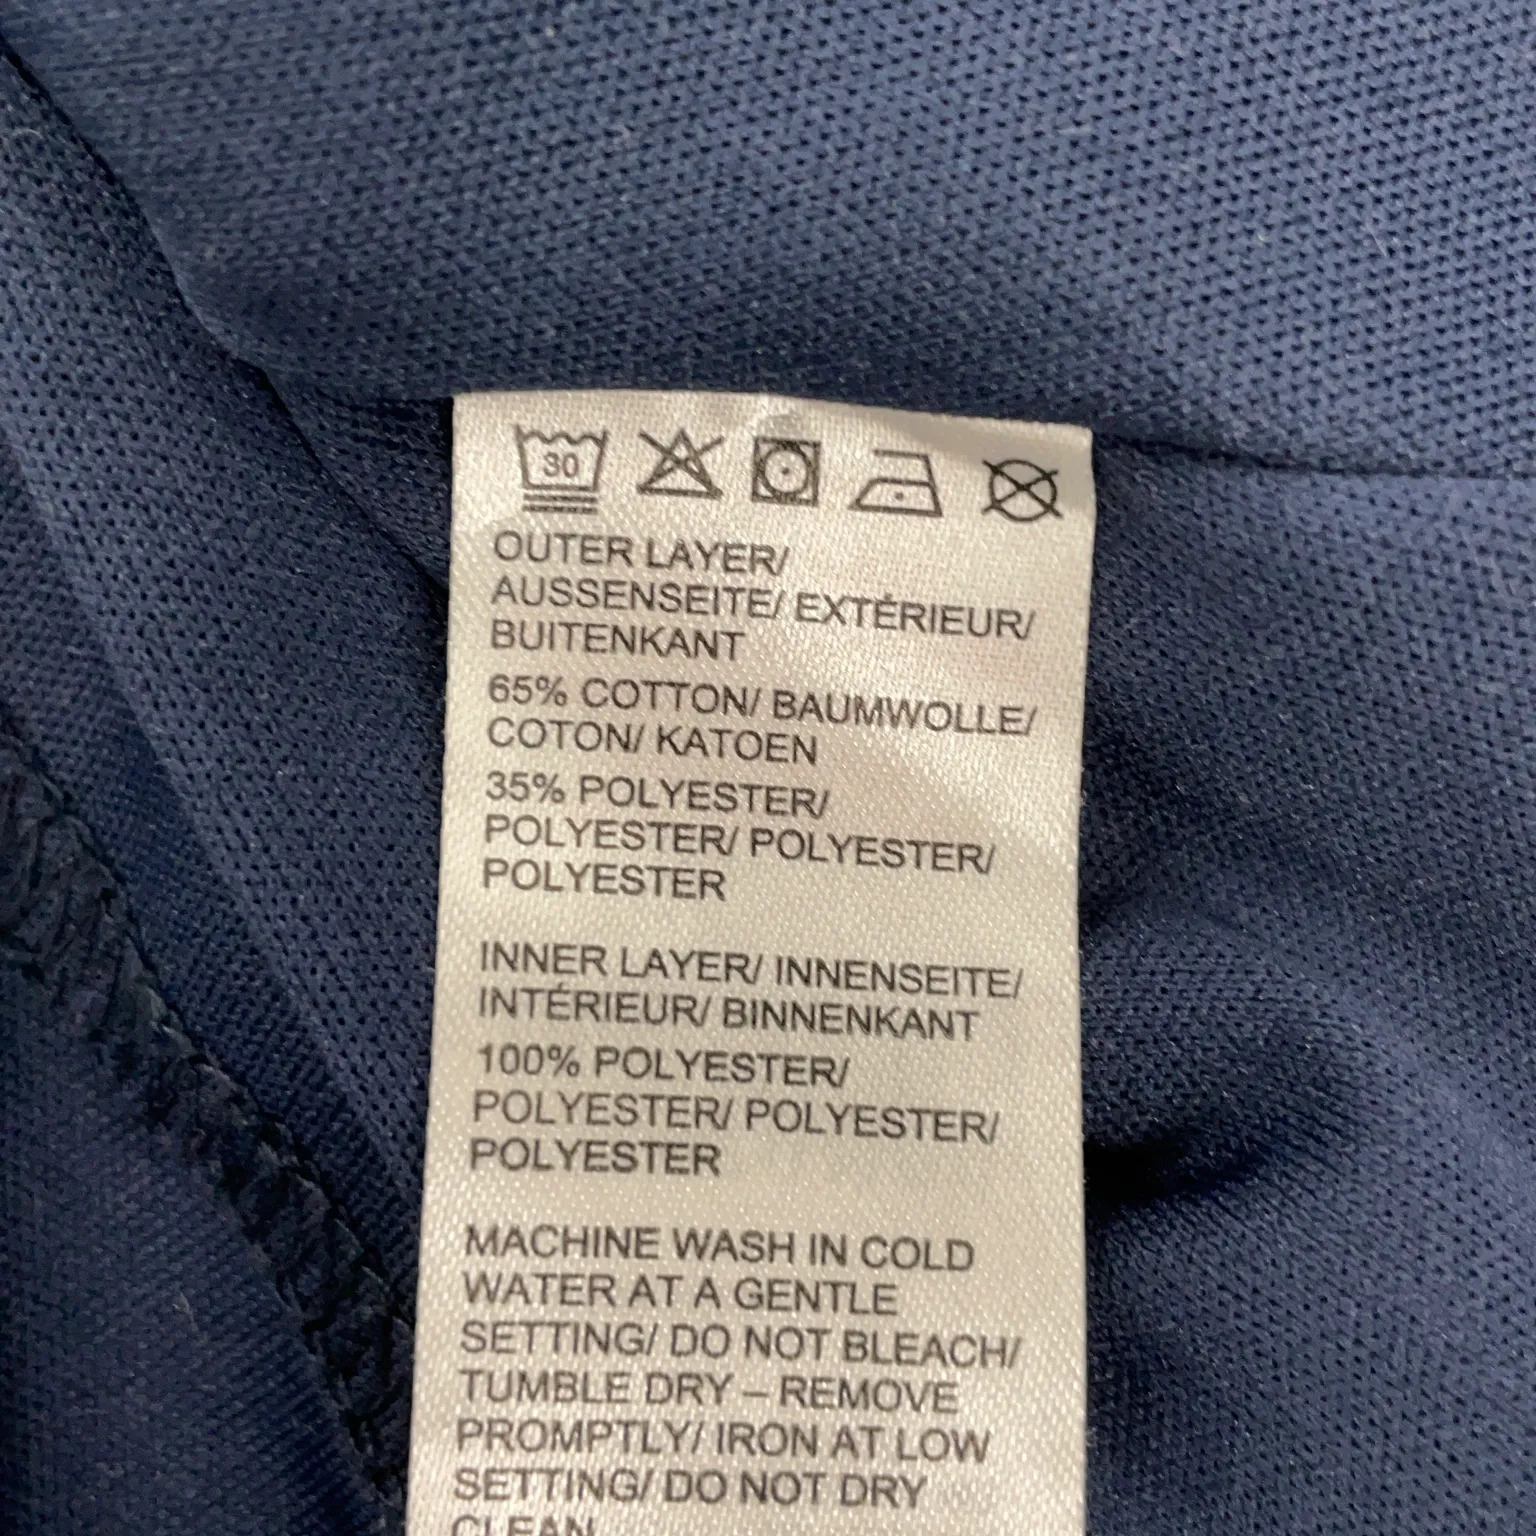 30
OUTER LAYER/
AUSSENSEITE/ EXTÉRIEUR/
BUITENKANT
65% COTTON/ BAUMWOLLE/
COTON/ KATOEN
35% POLYESTER/
POLYESTER/ POLYESTER/
POLYESTER
INNER LAYER/ INNENSEITE/
INTÉRIEUR/ BINNENKANT
100% POLYESTER/
POLYESTER/ POLYESTER/
POLYESTER
MACHINE WASH IN COLD
WATER AT A GENTLE
SETTING/ DO NOT BLEACH/
TUMBLE DRY – REMOVE
PROMPTLY/ IRON AT LOW
SETTING/ DO NOT DRY
CLEAN